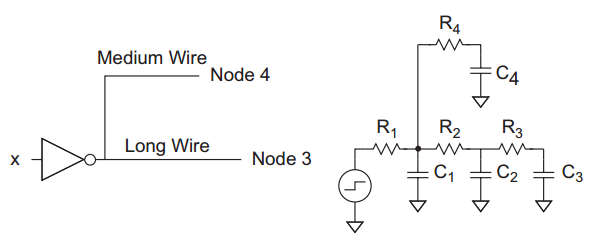 Medium Wire
Node 4
x
Long Wire
Node 3
R4
C4
R1
R2
R3
C1
C2
C3